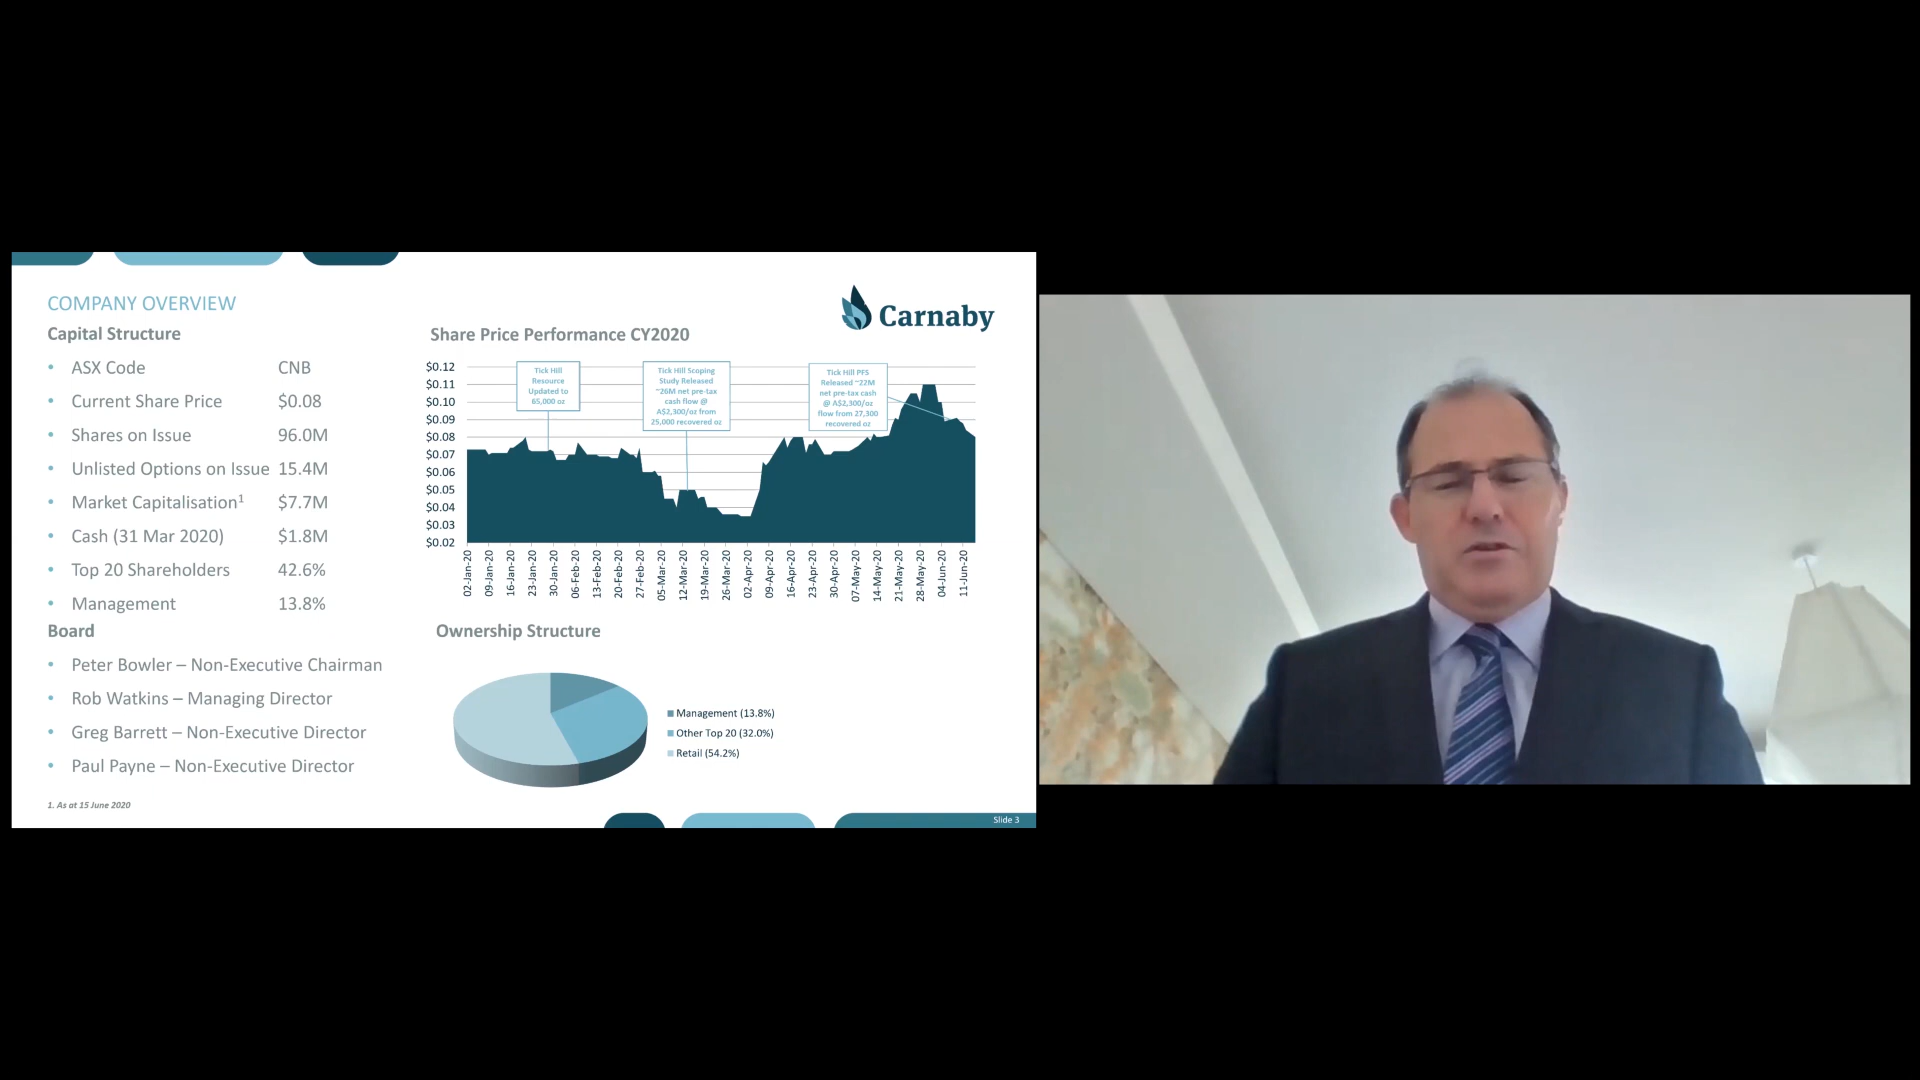 COMPANY OVERVIEW
Capital Structure
• ASX Code CNB
• Current Share Price $0.08
• Shares on Issue 96.0M
• Unlisted Options on Issue 15.4M
• Market Capitalisation¹ $7.7M
• Cash (31 Mar 2020) $1.8M
• Top 20 Shareholders 42.6%
• Management 13.8%
Board
• Peter Bowler – Non-Executive Chairman
• Rob Watkins – Managing Director
• Greg Barrett – Non-Executive Director
• Paul Payne – Non-Executive Director
1. As at 15 June 2020
Carnaby
Share Price Performance CY2020
$0.12
$0.11
$0.10
$0.09
$0.08
$0.07
$0.06
$0.05
$0.04
$0.03
$0.02
Tick Hill
Resource
Updated to
65,000 oz
Tick Hill Scoping
Study Released
~26M net pre-tax
cash flow @
A$2,300/oz from
25,000 recovered oz
Tick Hill PFS
Released ~22M
net pre-tax cash
@ A$2,300/oz
flow from 27,300
recovered oz
02-Jan-20
09-Jan-20
16-Jan-20
23-Jan-20
30-Jan-20
06-Feb-20
13-Feb-20
20-Feb-20
27-Feb-20
05-Mar-20
12-Mar-20
19-Mar-20
26-Mar-20
02-Apr-20
09-Apr-20
16-Apr-20
23-Apr-20
30-Apr-20
07-May-20
14-May-20
21-May-20
28-May-20
04-Jun-20
11-Jun-20
Ownership Structure
Management (13.8%)
Other Top 20 (32.0%)
Retail (54.2%)
Slide 3